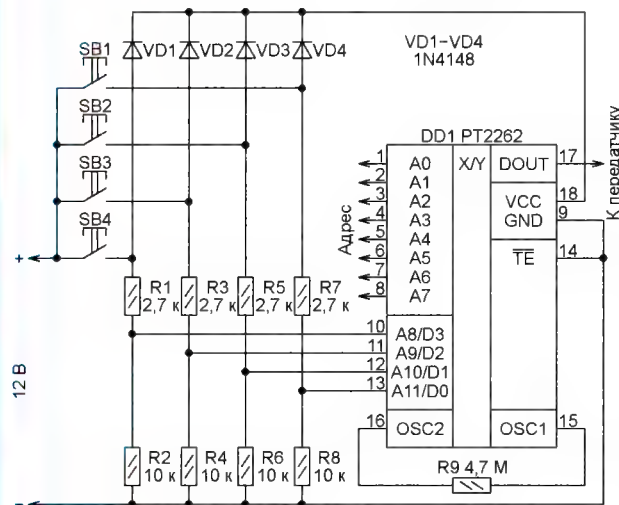 VD1 VD2 VD3 VD4
VD1–VD4
1N4148
SB1
SB2
SB3
SB4
+
12 В
–
R1
2,7 к
R3
2,7 к
R5
2,7 к
R7
2,7 к
R2
10 к
R4
10 к
R6
10 к
R8
10 к
DD1 PT2262
Адрес
1 A0
2 A1
3 A2
4 A3
5 A4
6 A5
7 A6
8 A7
10 A8/D3
11 A9/D2
12 A10/D1
13 A11/D0
16 OSC2
X/Y
DOUT 17
VCC 18
GND 9
TE 14
OSC1 15
К передатчику
R9 4,7 М